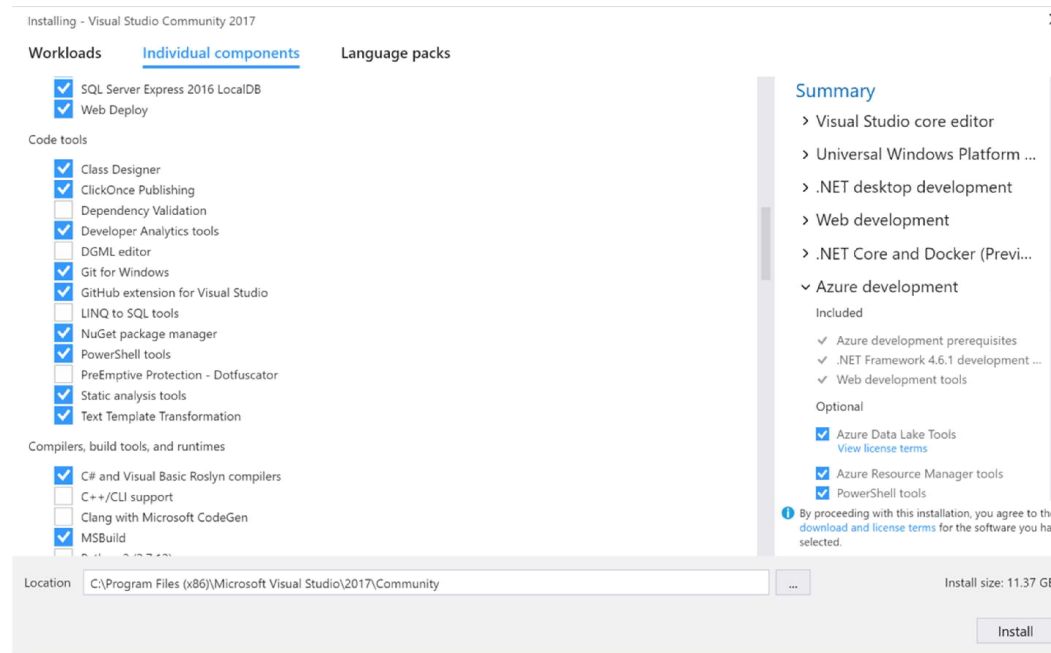 Installing - Visual Studio Community 2017
Workloads Individual components Language packs
SQL Server Express 2016 LocalDB
Web Deploy
Code tools
Class Designer
ClickOnce Publishing
Dependency Validation
Developer Analytics tools
DGML editor
Git for Windows
GitHub extension for Visual Studio
LINQ to SQL tools
NuGet package manager
PowerShell tools
PreEmptive Protection - Dotfuscator
Static analysis tools
Text Template Transformation
Compilers, build tools, and runtimes
C# and Visual Basic Roslyn compilers
C++/CLI support
Clang with Microsoft CodeGen
MSBuild
Summary
Visual Studio core editor
Universal Windows Platform ...
.NET desktop development
Web development
.NET Core and Docker (Previ...
Azure development
Included
Azure development prerequisites
.NET Framework 4.6.1 development ...
Web development tools
Optional
Azure Data Lake Tools
View license terms
Azure Resource Manager tools
PowerShell tools
By proceeding with this installation, you agree to the
download and license terms for the software you ha
selected.
Location C:\Program Files (x86)\Microsoft Visual Studio\2017\Community ... Install size: 11.37 GB
Install